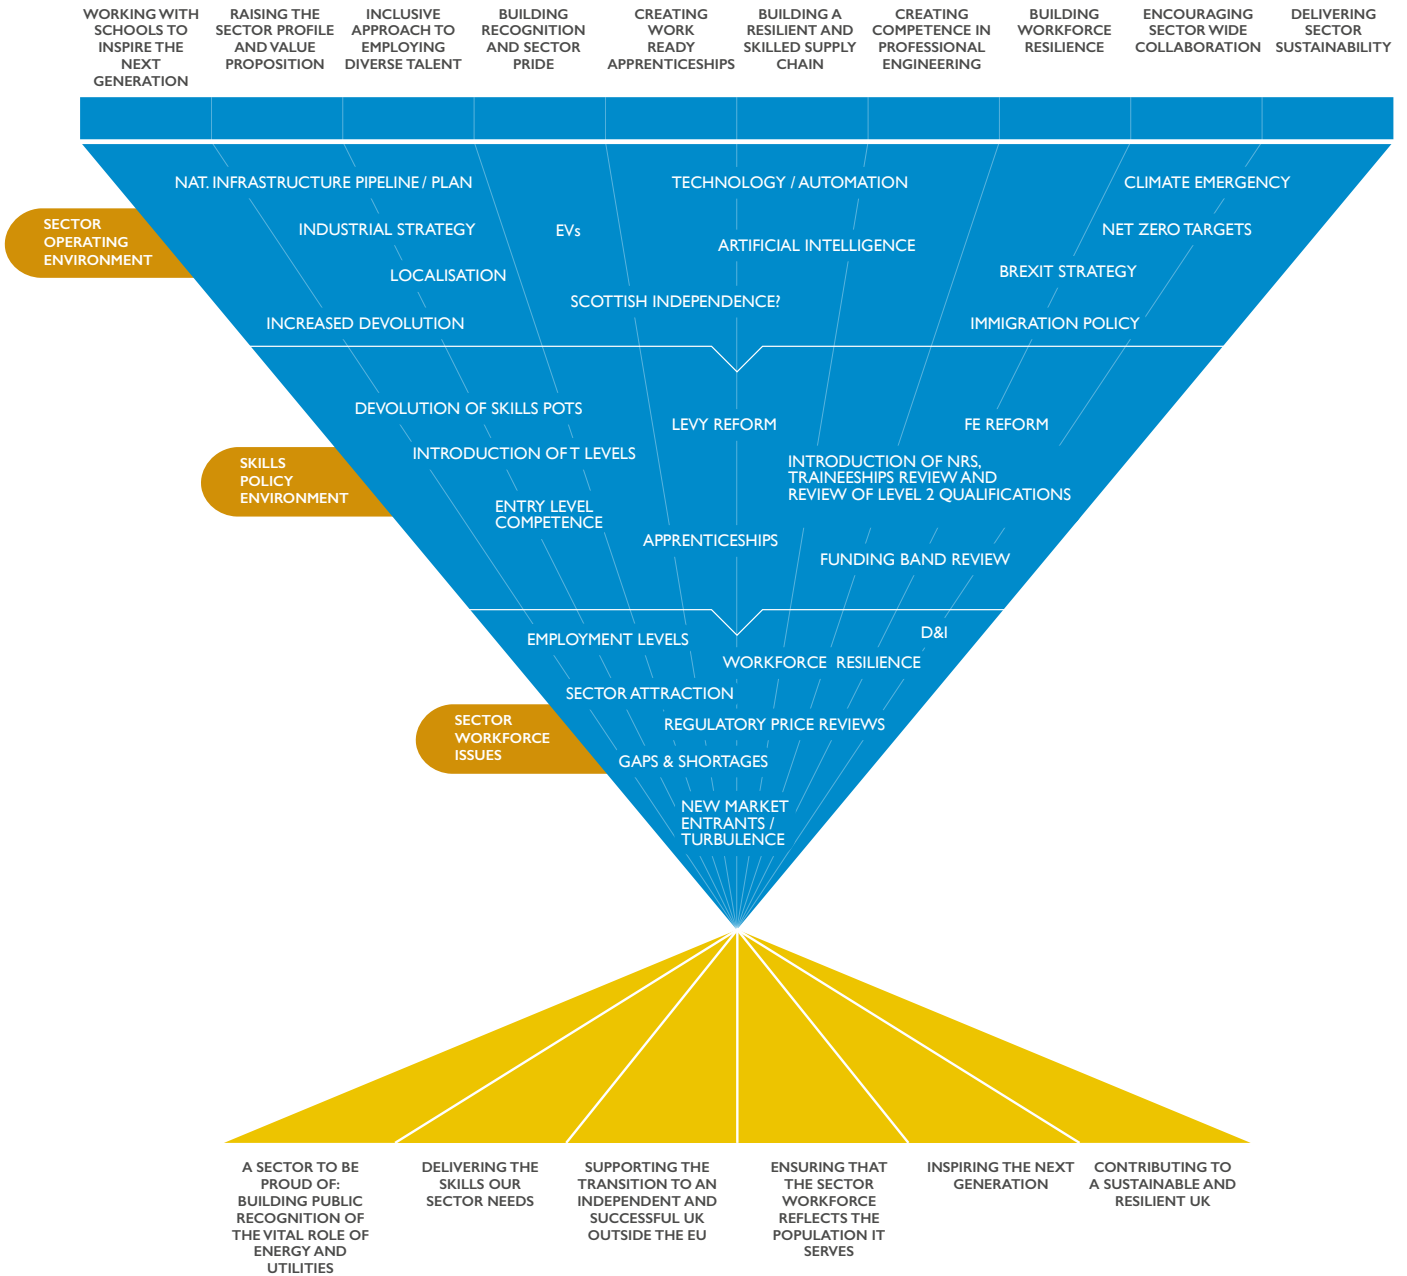 WORKING WITH
SCHOOLS TO
INSPIRE THE
NEXT
GENERATION
RAISING THE
SECTOR PROFILE
AND VALUE
PROPOSITION
INCLUSIVE
APPROACH TO
EMPLOYING
DIVERSE TALENT
BUILDING
RECOGNITION
AND SECTOR
PRIDE
CREATING
WORK
READY
APPRENTICESHIPS
BUILDING A
RESILIENT AND
SKILLED SUPPLY
CHAIN
CREATING
COMPETENCE IN
PROFESSIONAL
ENGINEERING
BUILDING
WORKFORCE
RESILIENCE
ENCOURAGING
SECTOR WIDE
COLLABORATION
DELIVERING
SECTOR
SUSTAINABILITY
SECTOR
OPERATING
ENVIRONMENT
NAT. INFRASTRUCTURE PIPELINE / PLAN
TECHNOLOGY / AUTOMATION
CLIMATE EMERGENCY
INDUSTRIAL STRATEGY
EVs
NET ZERO TARGETS
ARTIFICIAL INTELLIGENCE
LOCALISATION
BREXIT STRATEGY
SCOTTISH INDEPENDENCE?
INCREASED DEVOLUTION
IMMIGRATION POLICY
SKILLS
POLICY
ENVIRONMENT
DEVOLUTION OF SKILLS POTS
LEVY REFORM
FE REFORM
INTRODUCTION OF T LEVELS
INTRODUCTION OF NRS,
TRAINEESHIPS REVIEW AND
REVIEW OF LEVEL 2 QUALIFICATIONS
ENTRY LEVEL
COMPETENCE
APPRENTICESHIPS
FUNDING BAND REVIEW
SECTOR
WORKFORCE
ISSUES
D&I
EMPLOYMENT LEVELS
WORKFORCE RESILIENCE
SECTOR ATTRACTION
REGULATORY PRICE REVIEWS
GAPS & SHORTAGES
NEW MARKET
ENTRANTS /
TURBULENCE
A SECTOR TO BE
PROUD OF:
BUILDING PUBLIC
RECOGNITION OF
THE VITAL ROLE OF
ENERGY AND
UTILITIES
DELIVERING THE
SKILLS OUR
SECTOR NEEDS
SUPPORTING THE
TRANSITION TO AN
INDEPENDENT AND
SUCCESSFUL UK
OUTSIDE THE EU
ENSURING THAT
THE SECTOR
WORKFORCE
REFLECTS THE
POPULATION IT
SERVES
INSPIRING THE NEXT
GENERATION
CONTRIBUTING TO
A SUSTAINABLE AND
RESILIENT UK